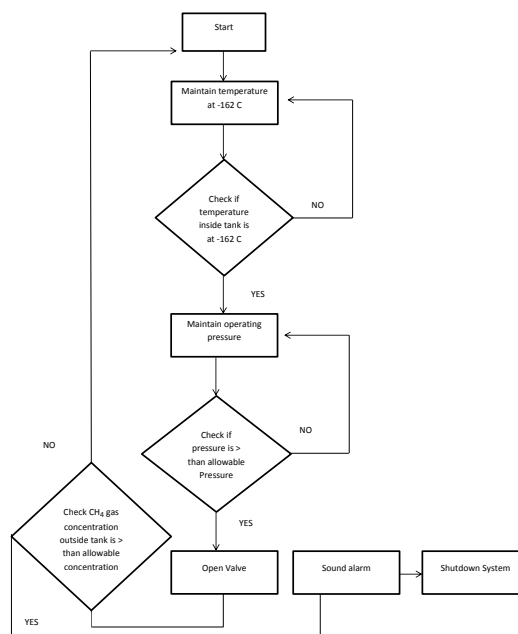 Start
Maintain temperature
at -162 C
Check if
temperature
inside tank is
at -162 C
NO
YES
Maintain operating
pressure
Check if
pressure is >
than allowable
Pressure
NO
YES
NO
Check CH₄ gas
concentration
outside tank is >
than allowable
concentration
YES
Open Valve
Sound alarm
Shutdown System